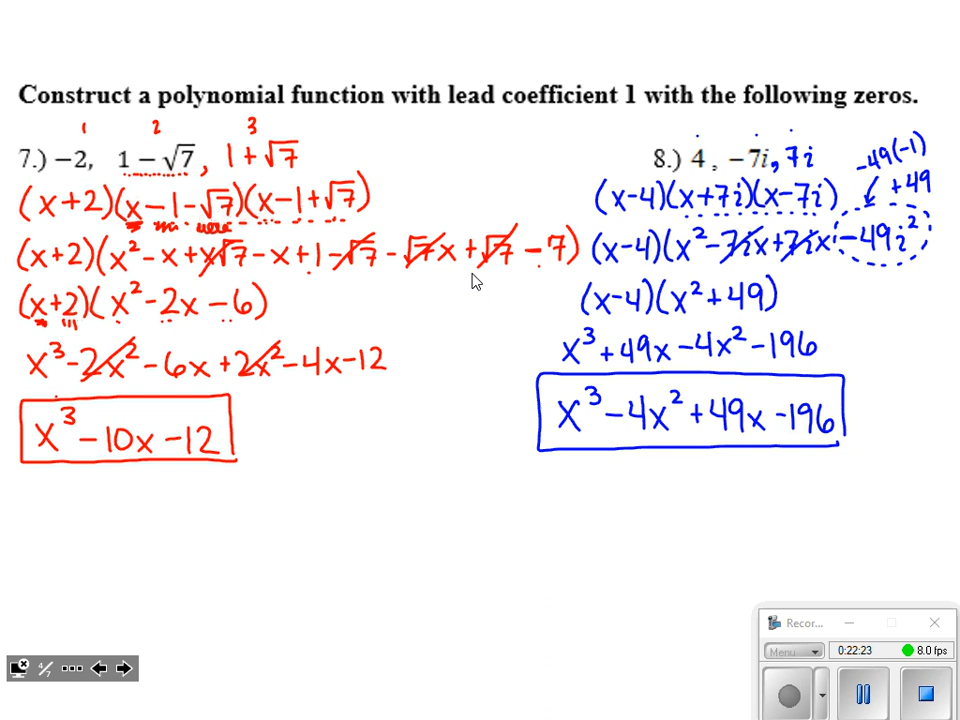 Construct a polynomial function with lead coefficient 1 with the following zeros.
1 2 3
7.) −2, 1 − √7, 1 + √7
(x+2)(x−1−√7)(x−1+√7)
(x+2)(x²−x+x√7−x+1−√7−√7x+√7−7)
(x+2)(x²−2x−6)
x³−2x²−6x+2x²−4x−12
x³−10x−12
8.) 4, −7i, 7i
−49(−1)
+49
(x−4)(x+7i)(x−7i)
(x−4)(x²−7ix+7ix−49i²)
(x−4)(x²+49)
x³+49x−4x²−196
x³−4x²+49x−196
Recor...
Menu
0:22:23
8.0 fps